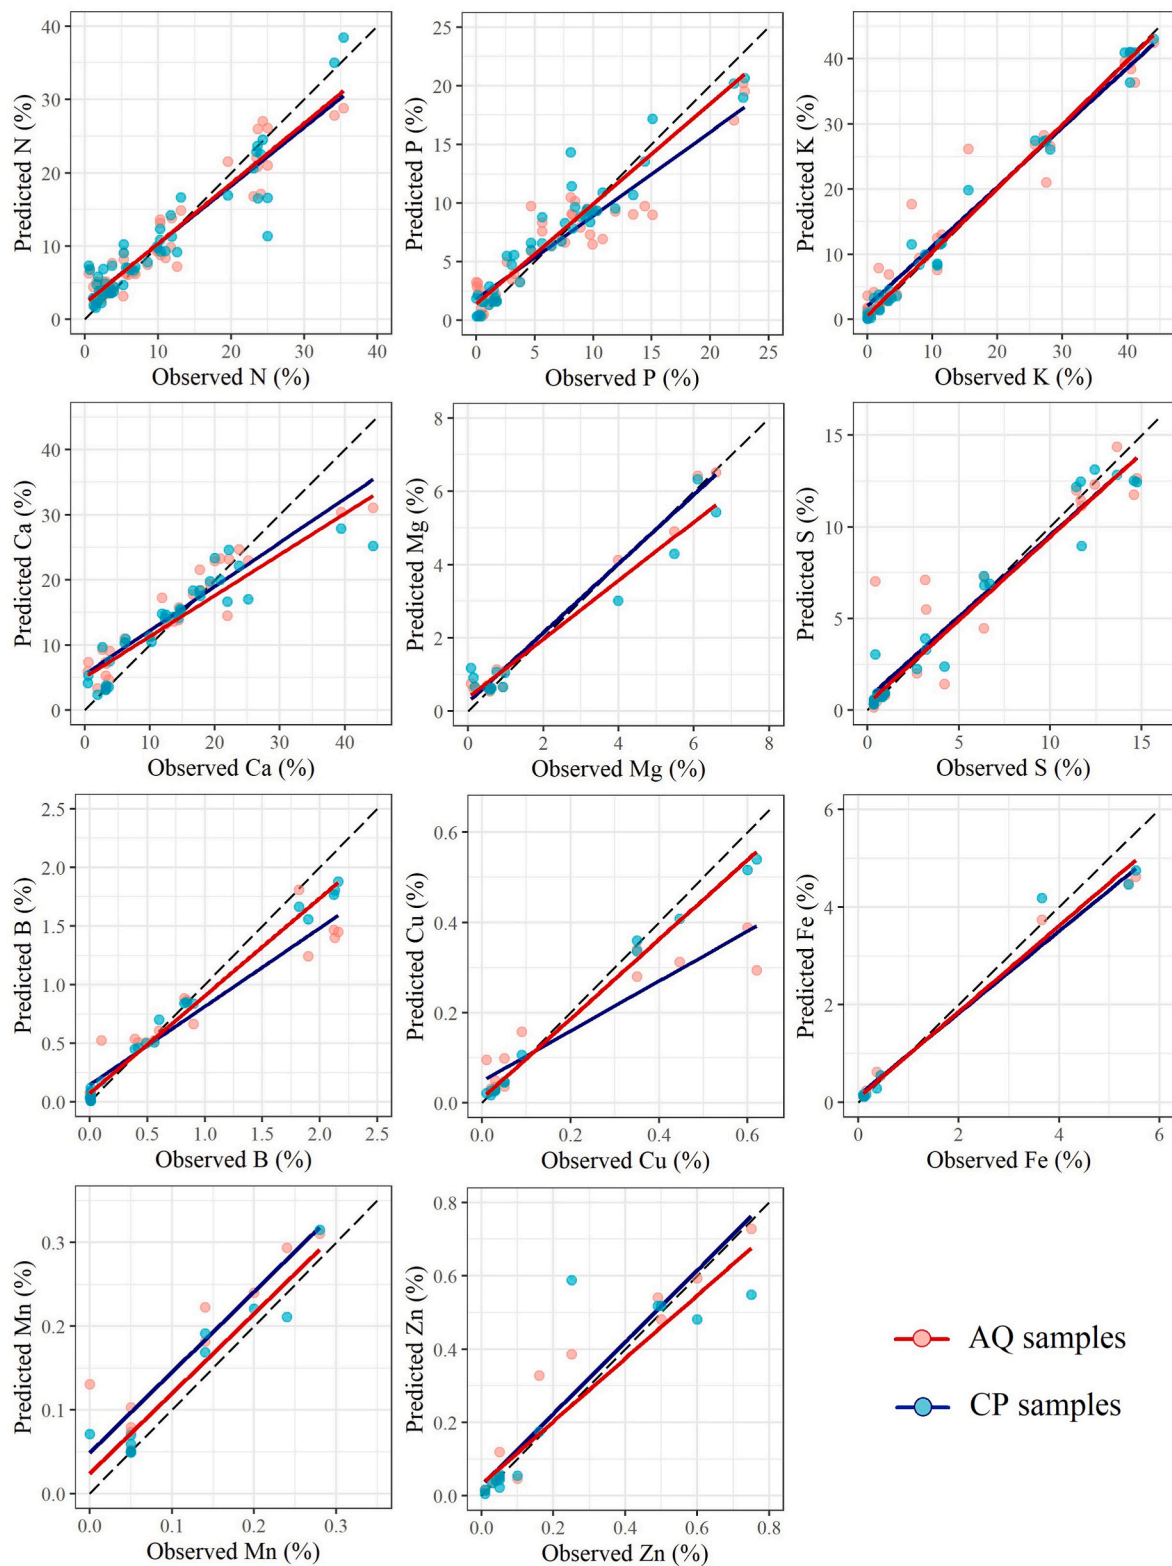 40
30
20
10
0
Predicted N (%)
0 10 20 30 40
Observed N (%)
25
20
15
10
5
0
Predicted P (%)
0 5 10 15 20 25
Observed P (%)
40
30
20
10
0
Predicted K (%)
0 10 20 30 40
Observed K (%)
40
30
20
10
0
Predicted Ca (%)
0 10 20 30 40
Observed Ca (%)
8
6
4
2
0
Predicted Mg (%)
0 2 4 6 8
Observed Mg (%)
15
10
5
0
Predicted S (%)
0 5 10 15
Observed S (%)
2.5
2.0
1.5
1.0
0.5
0.0
Predicted B (%)
0.0 0.5 1.0 1.5 2.0 2.5
Observed B (%)
0.6
0.4
0.2
0.0
Predicted Cu (%)
0.0 0.2 0.4 0.6
Observed Cu (%)
6
4
2
0
Predicted Fe (%)
0 2 4 6
Observed Fe (%)
0.3
0.2
0.1
0.0
Predicted Mn (%)
0.0 0.1 0.2 0.3
Observed Mn (%)
0.8
0.6
0.4
0.2
0.0
Predicted Zn (%)
0.0 0.2 0.4 0.6 0.8
Observed Zn (%)
AQ samples
CP samples